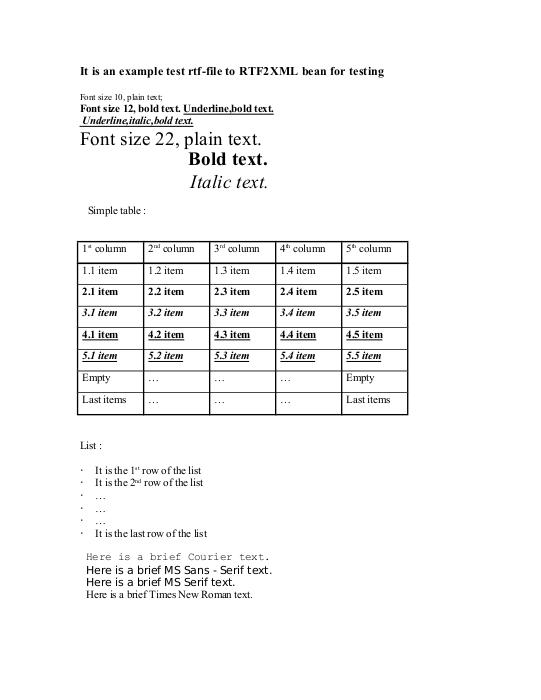 It is an example test rtf-file to RTF2XML bean for testing
Font size 10, plain text;
Font size 12, bold text. Underline,bold text.
Underline,italic,bold text.
Font size 22, plain text.
Bold text.
Italic text.
Simple table :
1st column 2nd column 3rd column 4th column 5th column
1.1 item 1.2 item 1.3 item 1.4 item 1.5 item
2.1 item 2.2 item 2.3 item 2.4 item 2.5 item
3.1 item 3.2 item 3.3 item 3.4 item 3.5 item
4.1 item 4.2 item 4.3 item 4.4 item 4.5 item
5.1 item 5.2 item 5.3 item 5.4 item 5.5 item
Empty … … … Empty
Last items … … … Last items
List :
· It is the 1st row of the list
· It is the 2nd row of the list
· …
· …
· …
· It is the last row of the list
Here is a brief Courier text.
Here is a brief MS Sans - Serif text.
Here is a brief MS Serif text.
Here is a brief Times New Roman text.